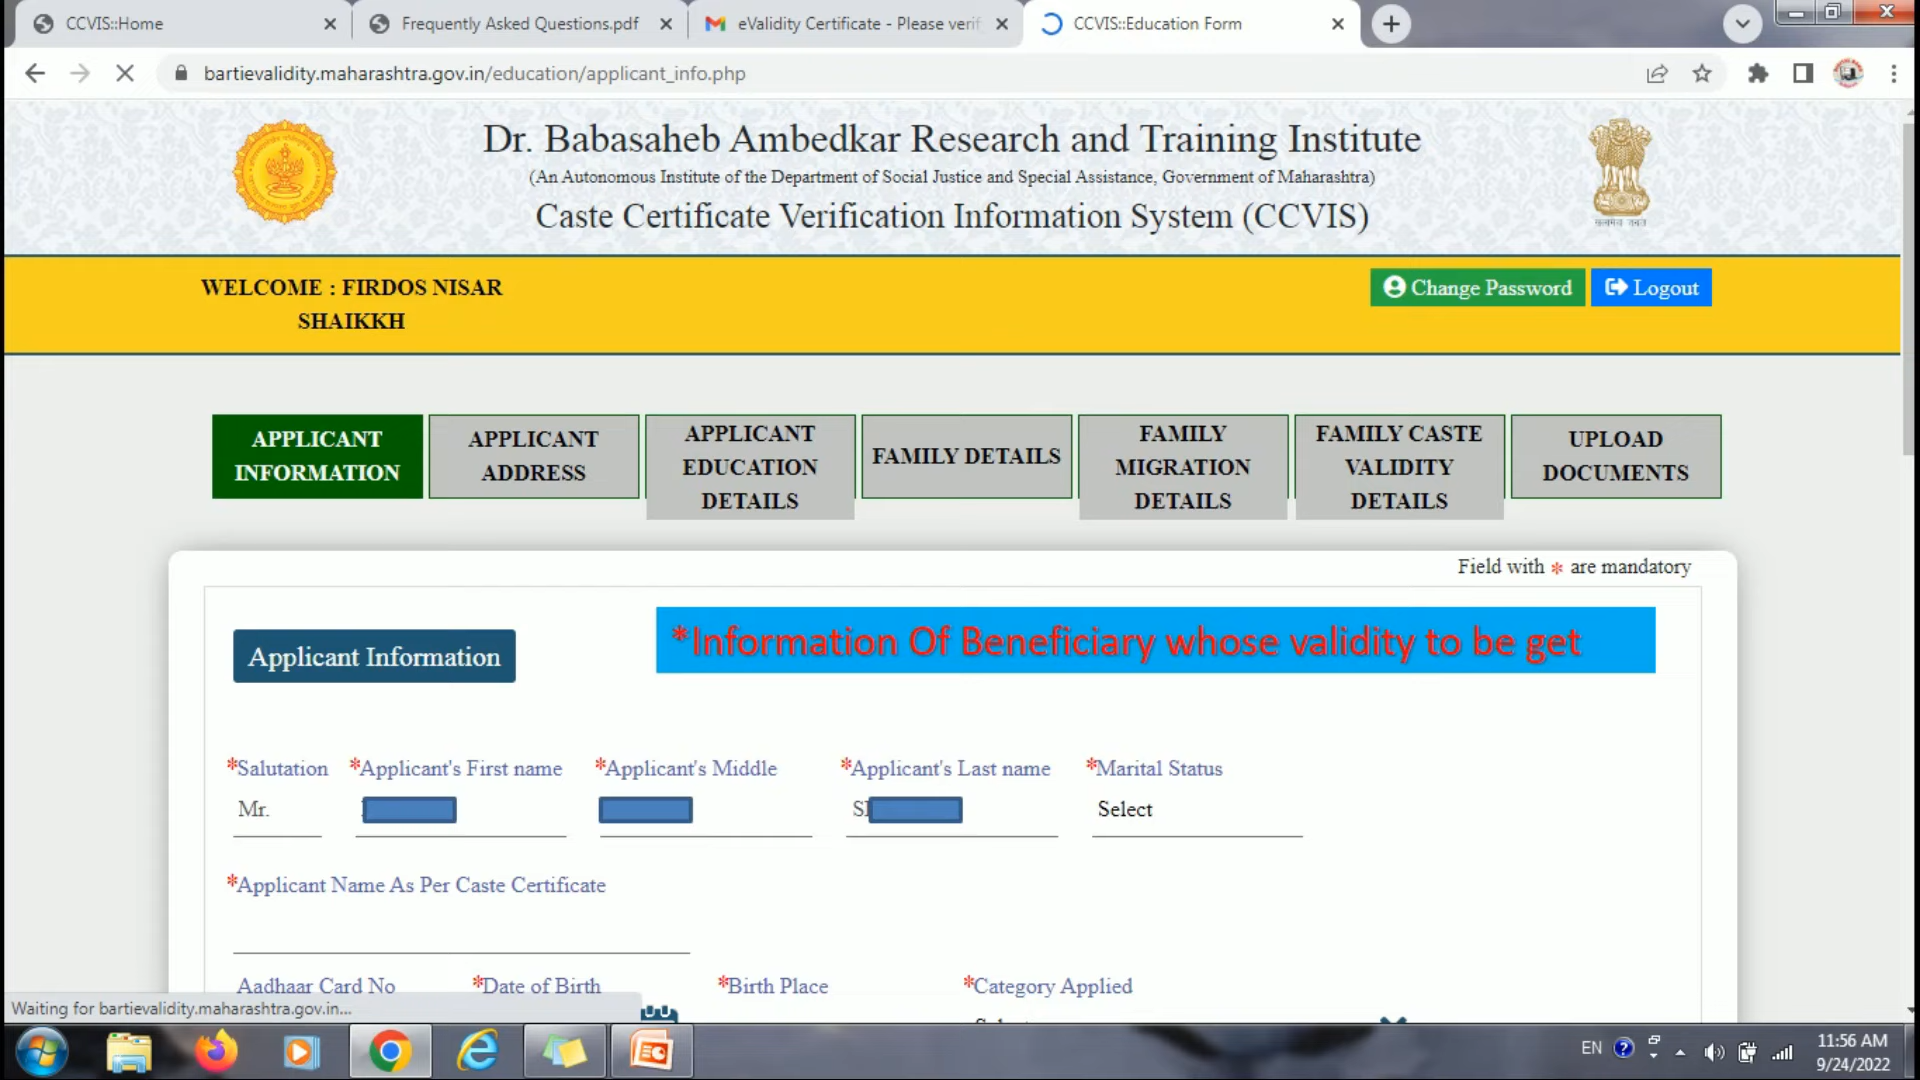 CCVIS::Home
Frequently Asked Questions.pdf
eValidity Certificate - Please verif
CCVIS::Education Form
bartievalidity.maharashtra.gov.in/education/applicant_info.php
Dr. Babasaheb Ambedkar Research and Training Institute
(An Autonomous Institute of the Department of Social Justice and Special Assistance, Government of Maharashtra)
Caste Certificate Verification Information System (CCVIS)
सत्यमेव जयते
WELCOME : FIRDOS NISAR
SHAIKKH
Change Password
Logout
APPLICANT
INFORMATION
APPLICANT
ADDRESS
APPLICANT
EDUCATION
DETAILS
FAMILY DETAILS
FAMILY
MIGRATION
DETAILS
FAMILY CASTE
VALIDITY
DETAILS
UPLOAD
DOCUMENTS
Field with * are mandatory
Applicant Information
*Information Of Beneficiary whose validity to be get
*Salutation *Applicant's First name *Applicant's Middle *Applicant's Last name *Marital Status
Mr. Select
*Applicant Name As Per Caste Certificate
Aadhaar Card No *Date of Birth *Birth Place *Category Applied
Waiting for bartievalidity.maharashtra.gov.in...
EN
11:56 AM
9/24/2022